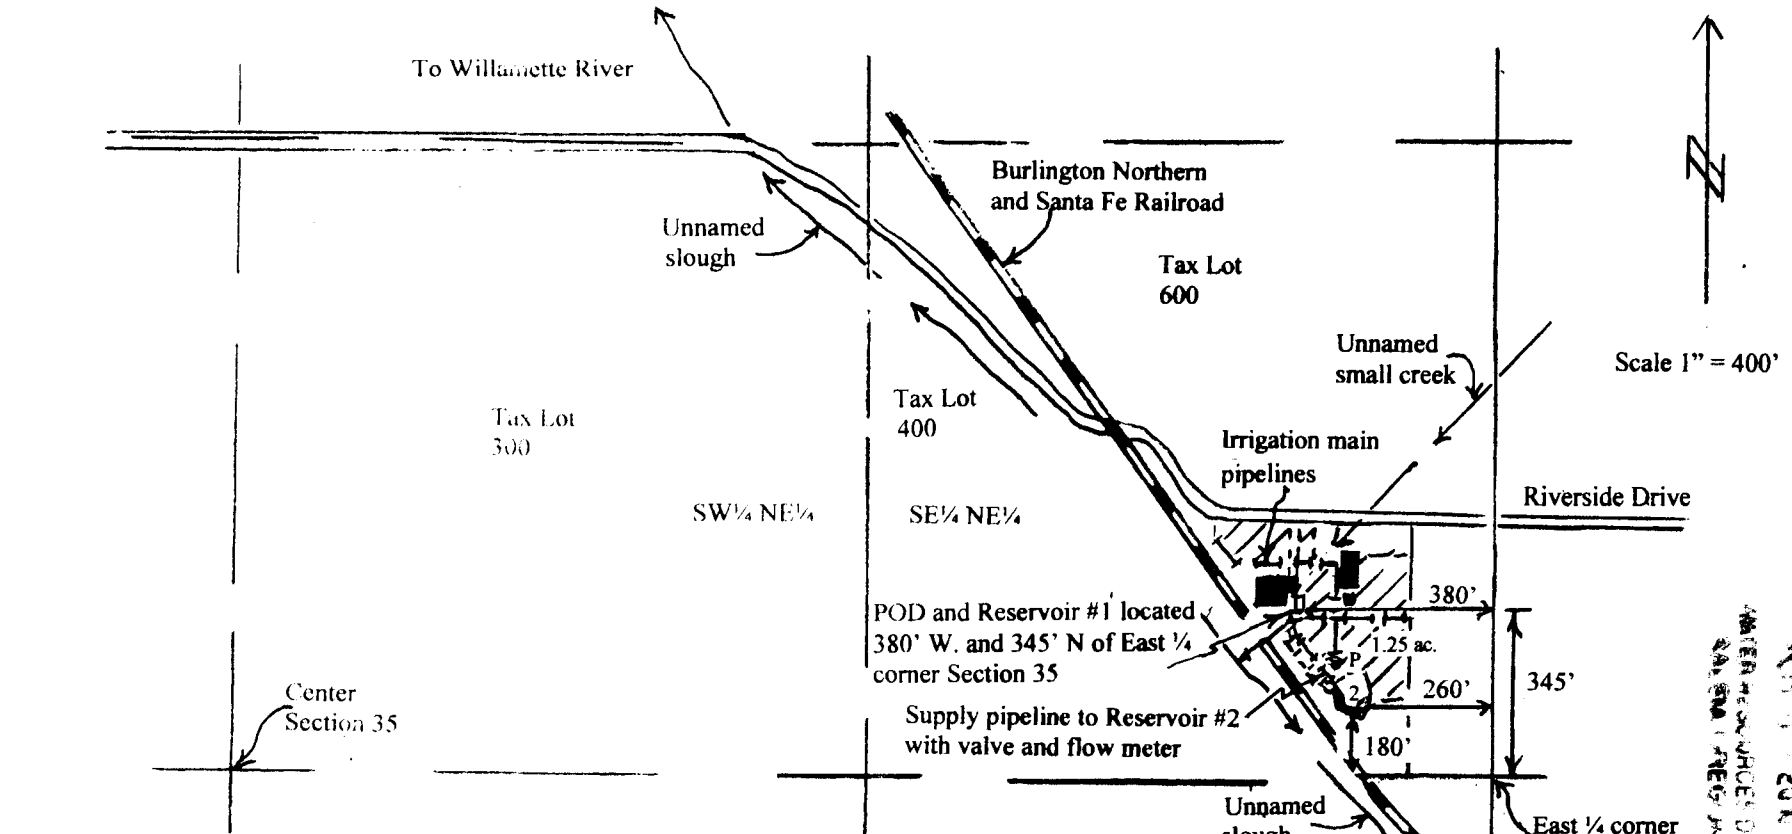 To Willamette River
Burlington Northern
and Santa Fe Railroad
Unnamed
slough
Tax Lot
600
Unnamed
small creek
Scale 1” = 400’
Tax Lot
300
Tax Lot
400
Irrigation main
pipelines
SW¼ NE¼
SE¼ NE¼
Riverside Drive
380’
POD and Reservoir #1 located
380’ W. and 345’ N of East ¼
corner Section 35
1.25 ac.
P
2
260’
345’
Center
Section 35
Supply pipeline to Reservoir #2
with valve and flow meter
180’
Unnamed
slough
East ¼ corner
N